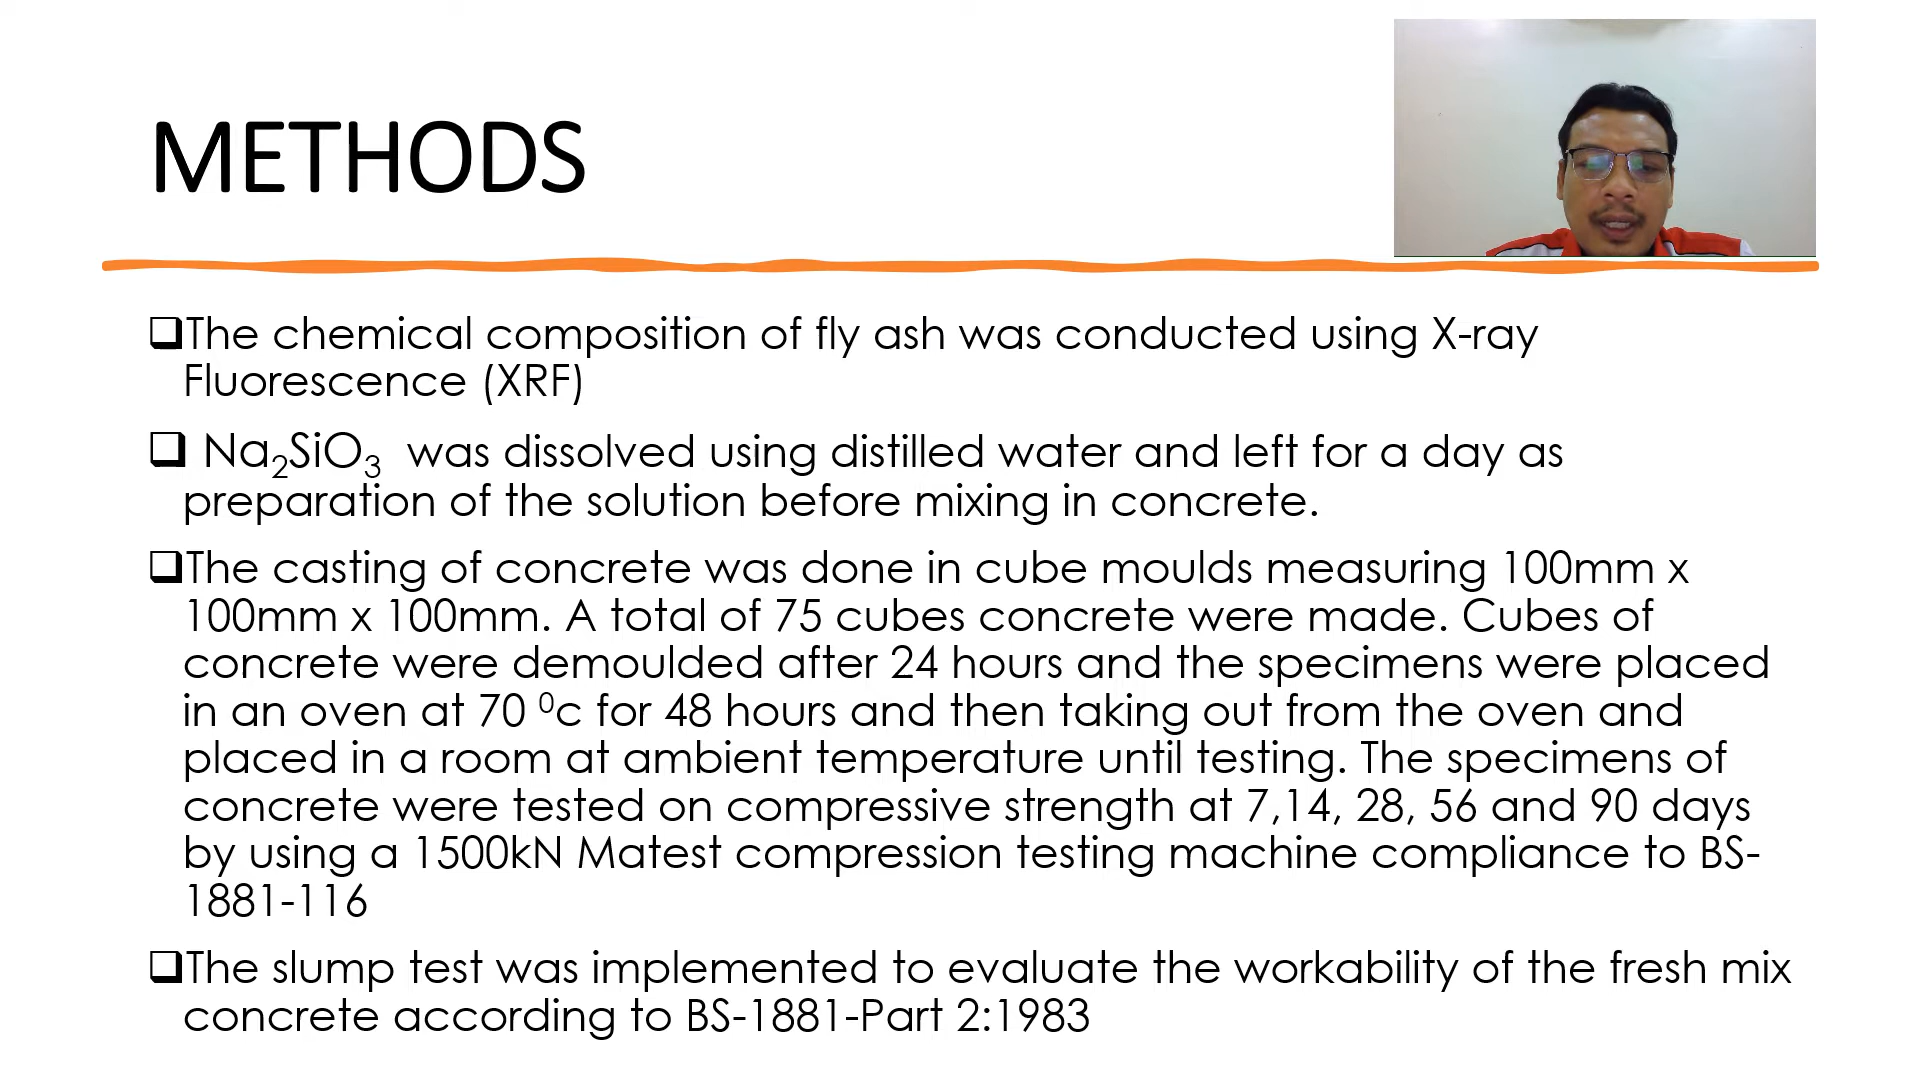 METHODS
❑The chemical composition of fly ash was conducted using X-ray
Fluorescence (XRF)
❑ Na₂SiO₃ was dissolved using distilled water and left for a day as
preparation of the solution before mixing in concrete.
❑The casting of concrete was done in cube moulds measuring 100mm x
100mm x 100mm. A total of 75 cubes concrete were made. Cubes of
concrete were demoulded after 24 hours and the specimens were placed
in an oven at 70 ⁰c for 48 hours and then taking out from the oven and
placed in a room at ambient temperature until testing. The specimens of
concrete were tested on compressive strength at 7,14, 28, 56 and 90 days
by using a 1500kN Matest compression testing machine compliance to BS-
1881-116
❑The slump test was implemented to evaluate the workability of the fresh mix
concrete according to BS-1881-Part 2:1983